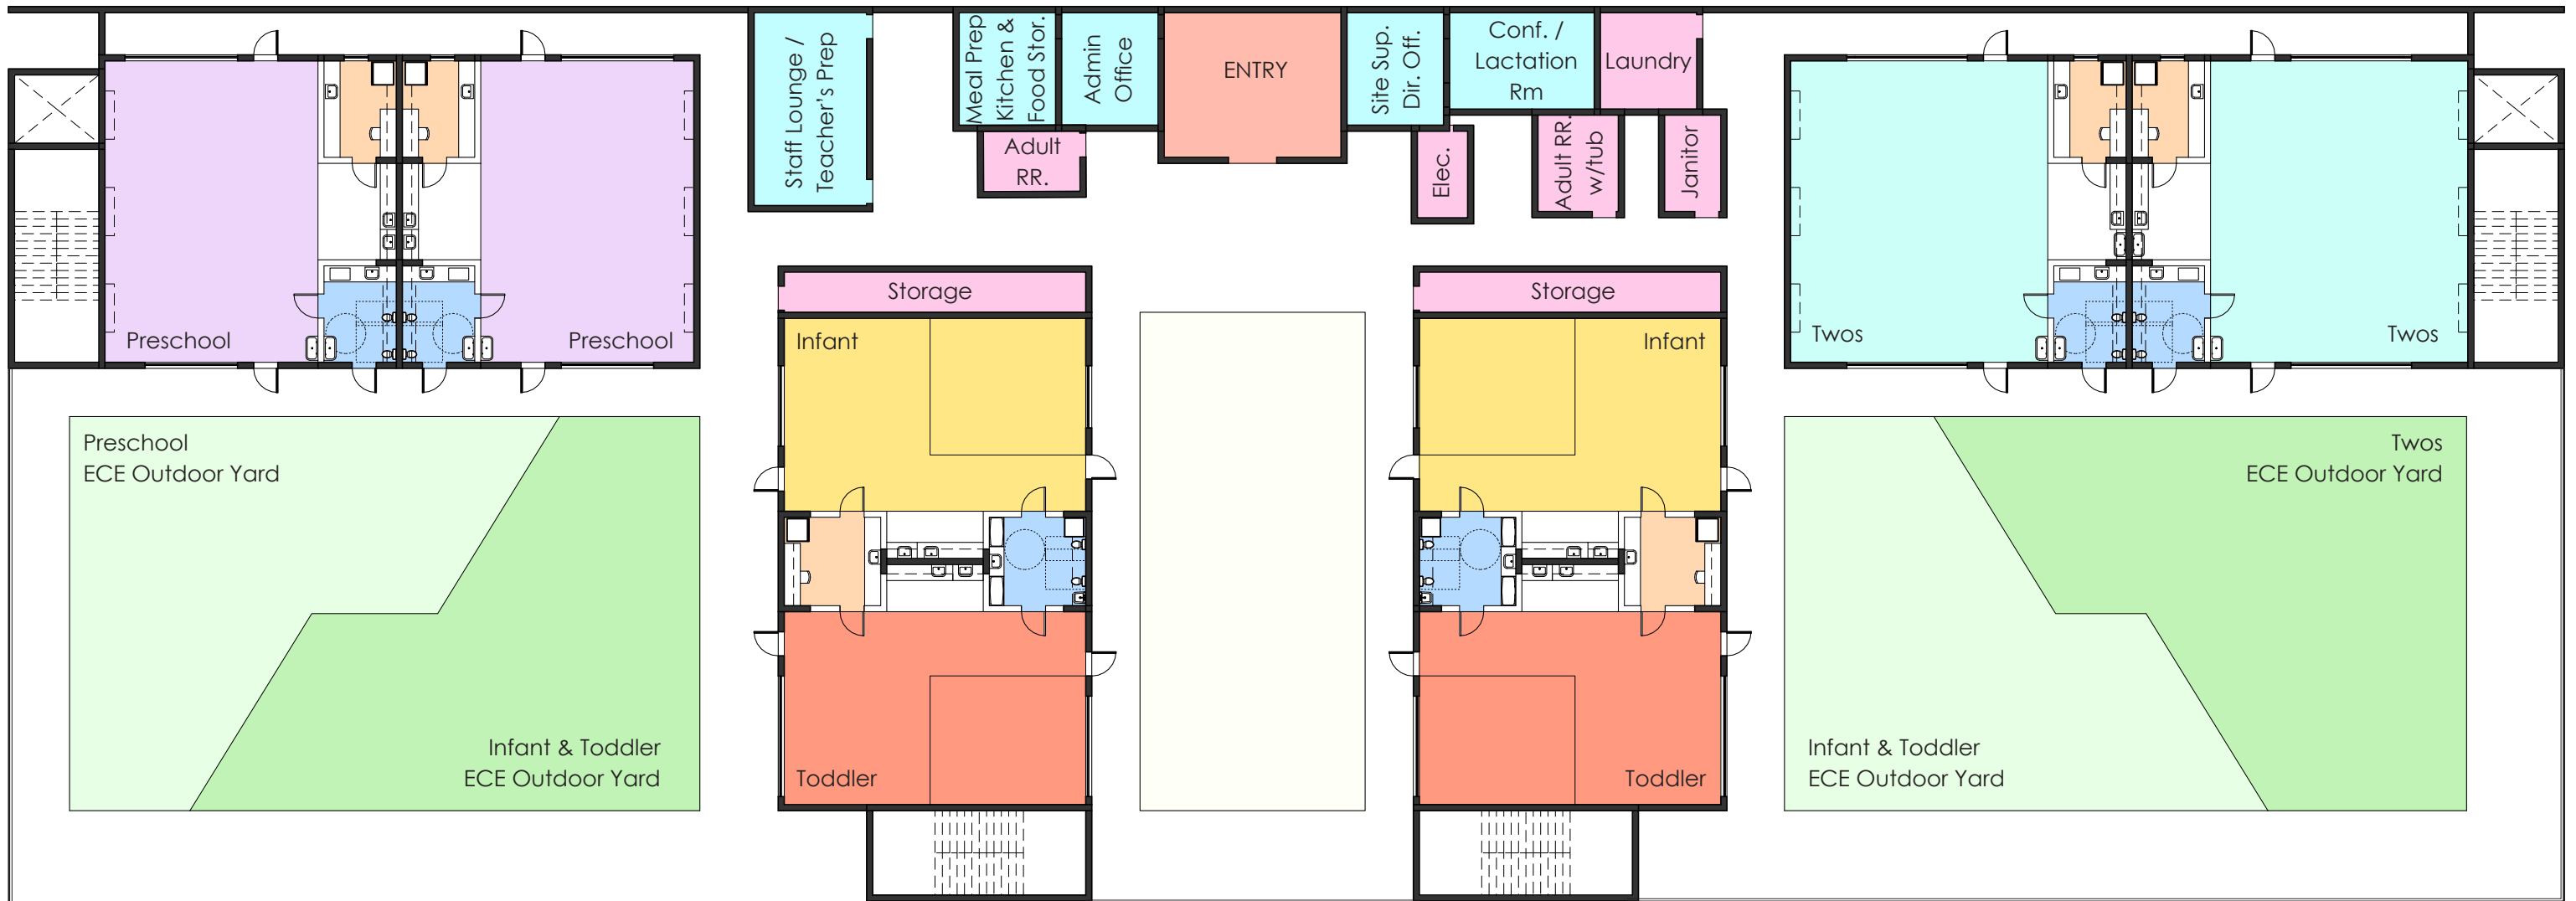 Staff Lounge /
Teacher's Prep
Meal Prep
Kitchen &
Food Stor.
Admin
Office
ENTRY
Site Sup.
Dir. Off.
Conf. /
Lactation
Rm
Laundry
Adult
RR.
Elec.
Adult RR.
w/tub
Janitor
Storage
Storage
Preschool
Preschool
Infant
Infant
Twos
Twos
Preschool
ECE Outdoor Yard
Twos
ECE Outdoor Yard
Infant & Toddler
ECE Outdoor Yard
Toddler
Toddler
Infant & Toddler
ECE Outdoor Yard